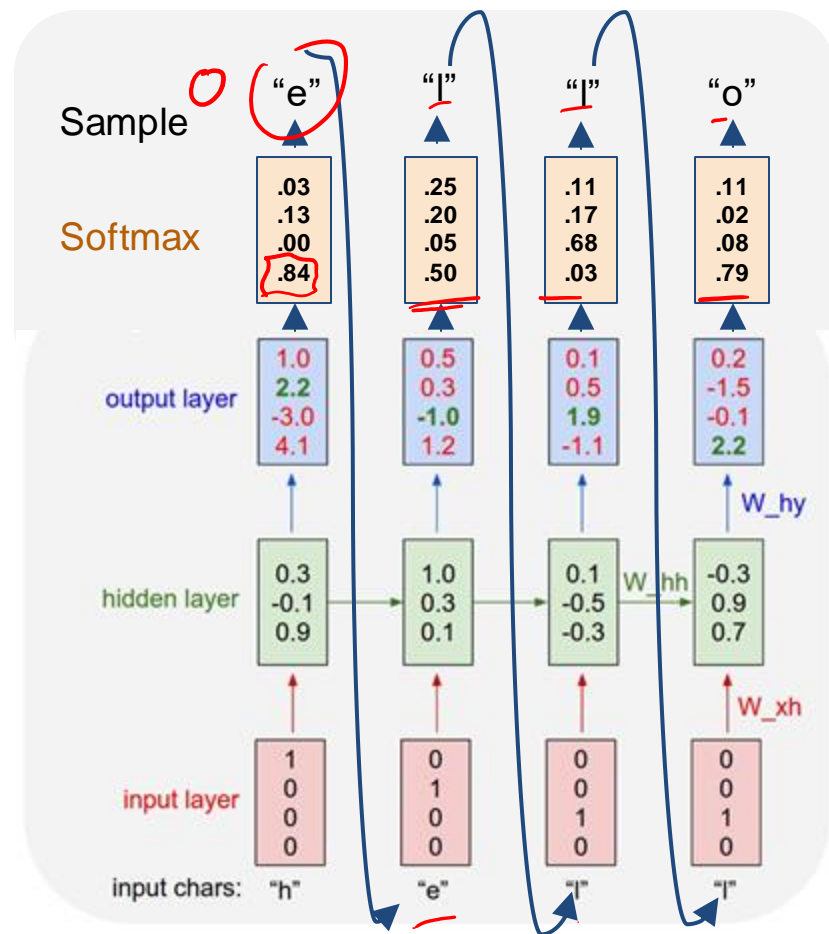 Sample "e" "l" "l" "o"
Softmax
.03 .25 .11 .11
.13 .20 .17 .02
.00 .05 .68 .08
.84 .50 .03 .79
output layer
1.0 0.5 0.1 0.2
2.2 0.3 0.5 -1.5
-3.0 -1.0 1.9 -0.1
4.1 1.2 -1.1 2.2
W_hy
hidden layer
0.3 1.0 0.1 -0.3
-0.1 0.3 -0.5 0.9
0.9 0.1 -0.3 0.7
W_hh
W_xh
input layer
1 0 0 0
0 1 0 0
0 0 1 1
0 0 0 0
input chars: "h" "e" "l" "l"